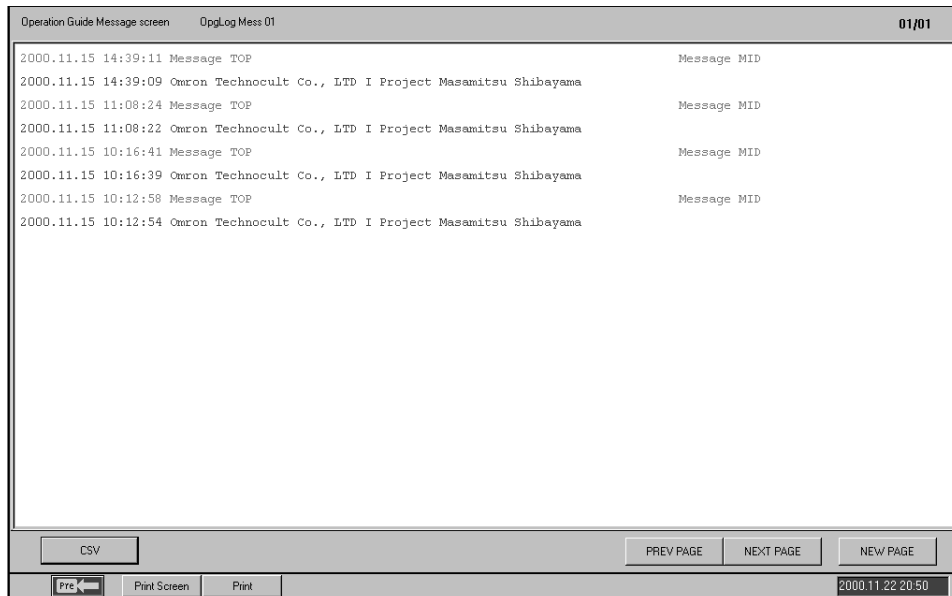 Operation Guide Message screen OpgLog Mess 01 01/01
2000.11.15 14:39:11 Message TOP Message MID
2000.11.15 14:39:09 Omron Technocult Co., LTD I Project Masamitsu Shibayama
2000.11.15 11:08:24 Message TOP Message MID
2000.11.15 11:08:22 Omron Technocult Co., LTD I Project Masamitsu Shibayama
2000.11.15 10:16:41 Message TOP Message MID
2000.11.15 10:16:39 Omron Technocult Co., LTD I Project Masamitsu Shibayama
2000.11.15 10:12:58 Message TOP Message MID
2000.11.15 10:12:54 Omron Technocult Co., LTD I Project Masamitsu Shibayama
CSV PREV PAGE NEXT PAGE NEW PAGE
Pre Print Screen Print 2000.11.22 20:50